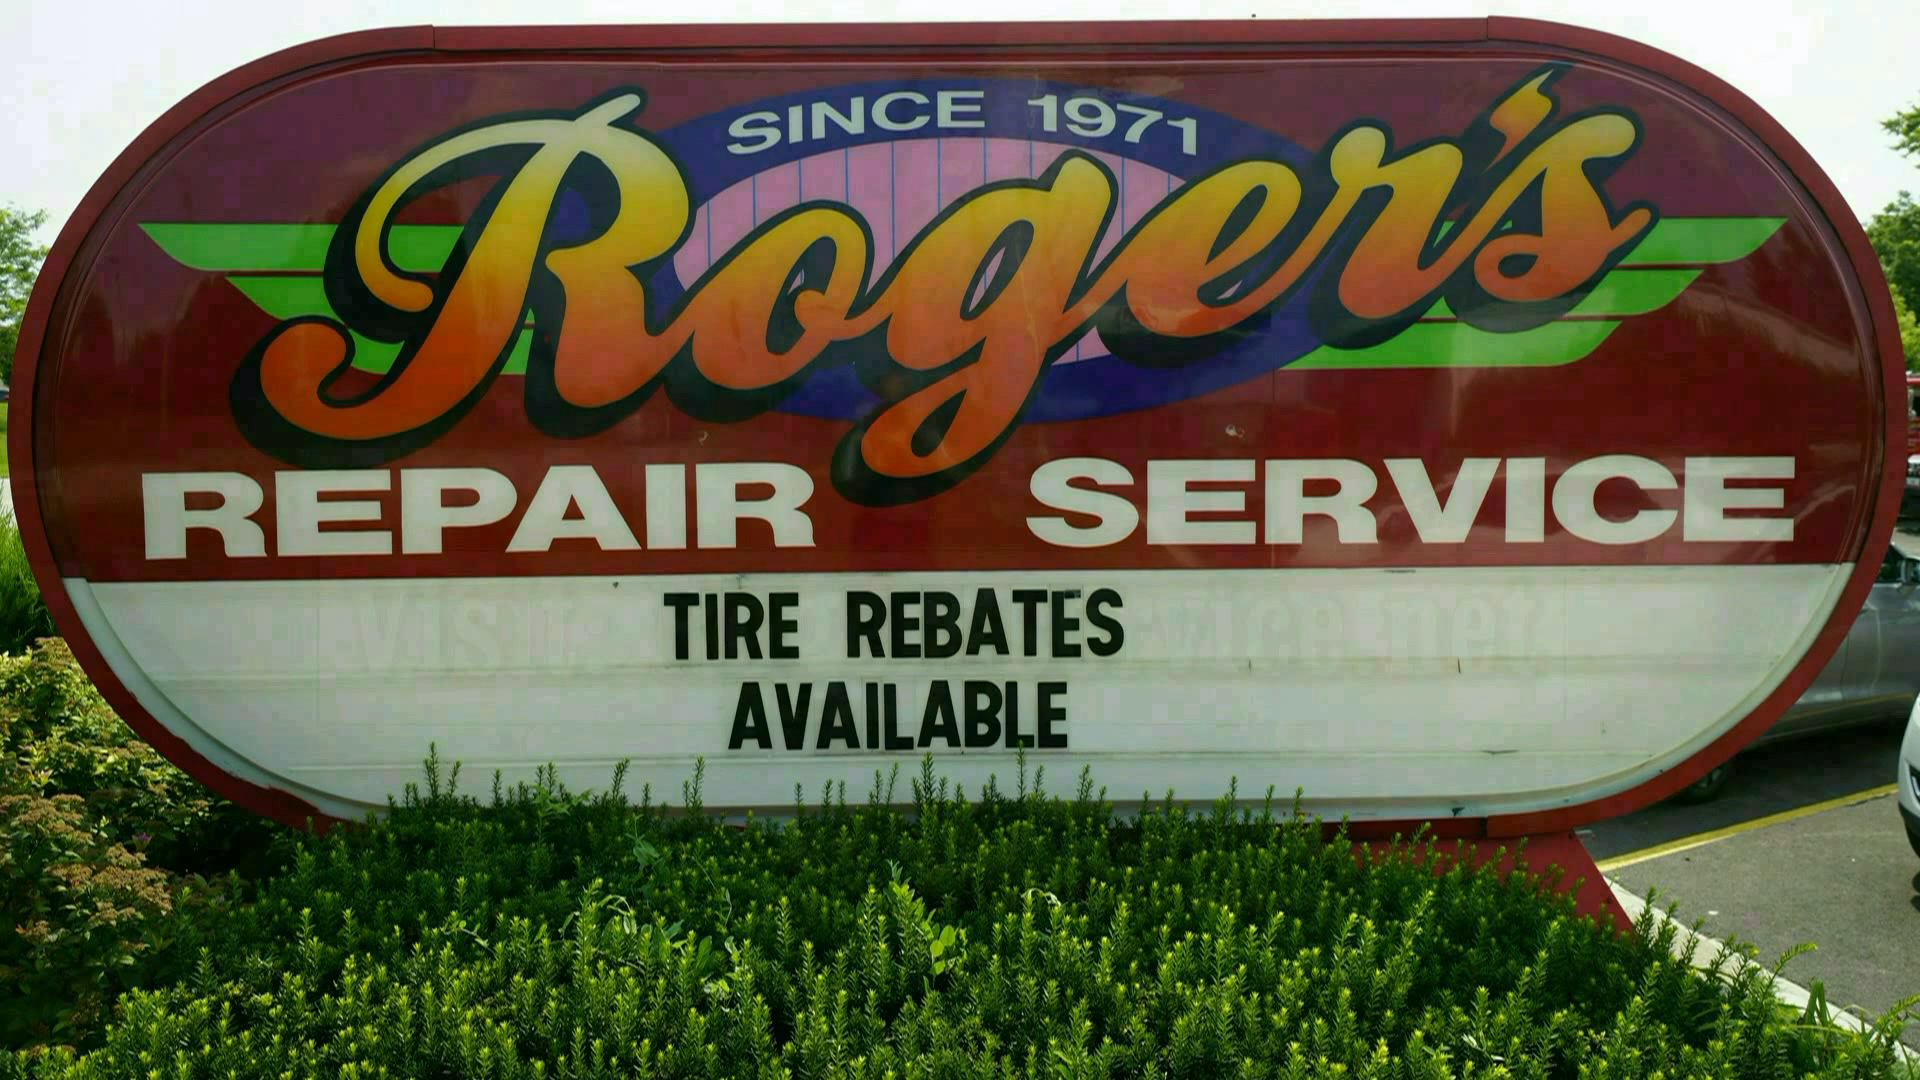 SINCE 1971
Roger's
REPAIR SERVICE
TIRE REBATES
AVAILABLE